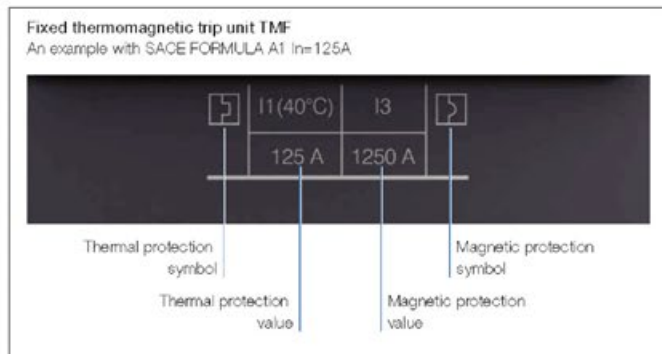 Fixed thermomagnetic trip unit TMF
An example with SACE FORMULA A1 In=125A
I1(40°C) I3
125 A 1250 A
Thermal protection
symbol
Magnetic protection
symbol
Thermal protection
value
Magnetic protection
value